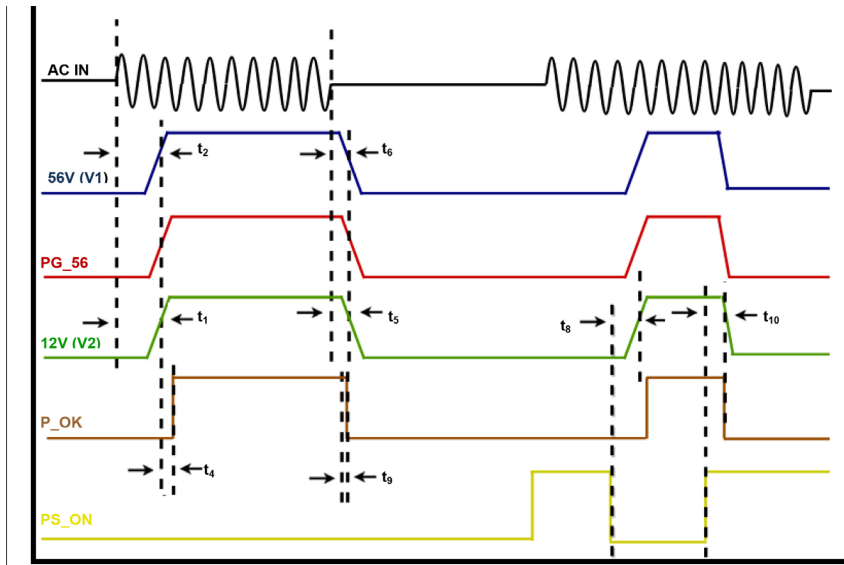 AC IN
t2
t6
56V (V1)
PG_56
t1
t5
t8
t10
12V (V2)
P_OK
t4
t9
PS_ON